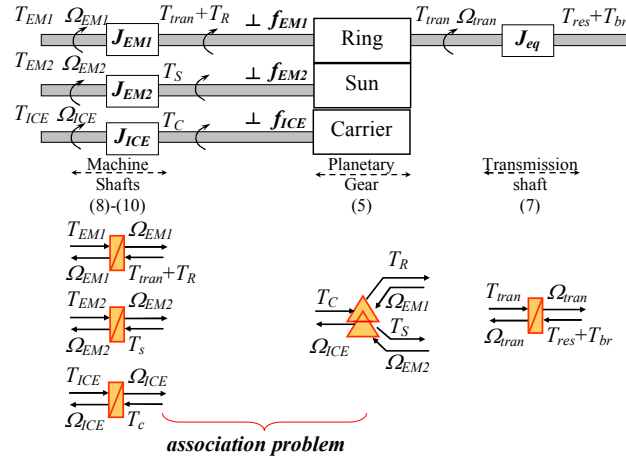 T_EM1 Ω_EM1 T_tran+T_R T_tran Ω_tran T_res+T_br
J_EM1 ⊥ f_EM1 Ring J_eq
T_EM2 Ω_EM2 T_S
J_EM2 ⊥ f_EM2 Sun
T_ICE Ω_ICE T_C
J_ICE ⊥ f_ICE Carrier
Machine Planetary Transmission
Shafts Gear shaft
(8)-(10) (5) (7)
T_EM1 Ω_EM1
Ω_EM1 T_tran+T_R
T_EM2 Ω_EM2
Ω_EM2 T_s
T_ICE Ω_ICE
Ω_ICE T_c
T_R
T_C Ω_EM1
T_S
Ω_ICE
Ω_EM2
T_tran Ω_tran
Ω_tran T_res+T_br
association problem